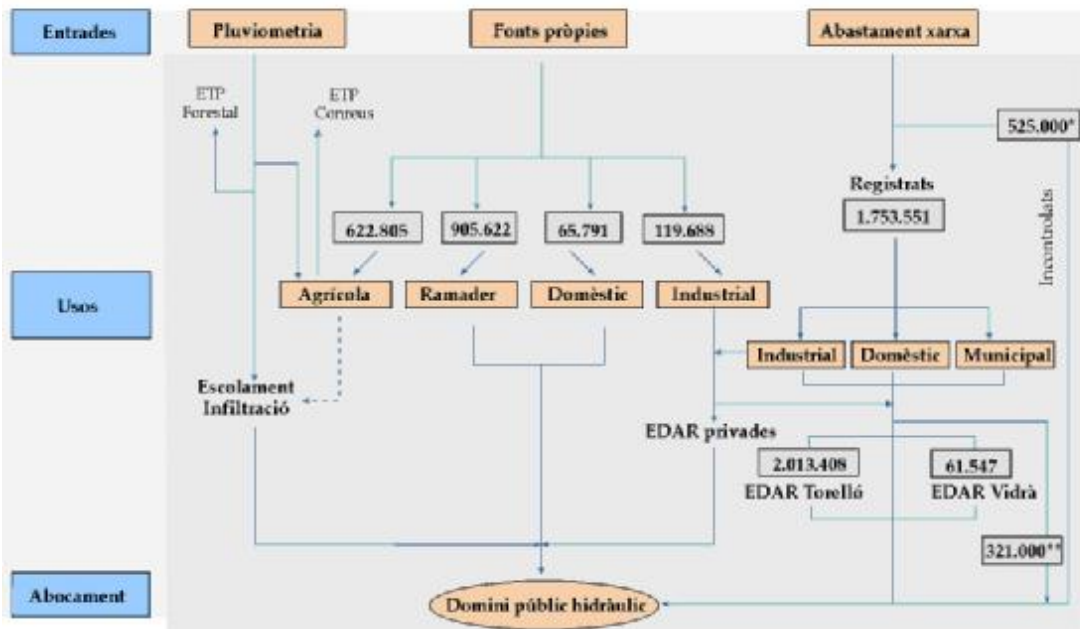 Entrades
Pluviometria
Fonts pròpies
Abastament xarxa
ETP
Forestal
ETP
Conreus
525.000*
Registrats
1.753.551
Incontrolats
622.805
905.622
65.791
119.688
Usos
Agrícola
Ramader
Domèstic
Industrial
Industrial
Domèstic
Municipal
Escolament
Infiltració
EDAR privades
2.013.408
61.547
EDAR Torelló
EDAR Vidrà
321.000**
Abocament
Domini públic hidràulic